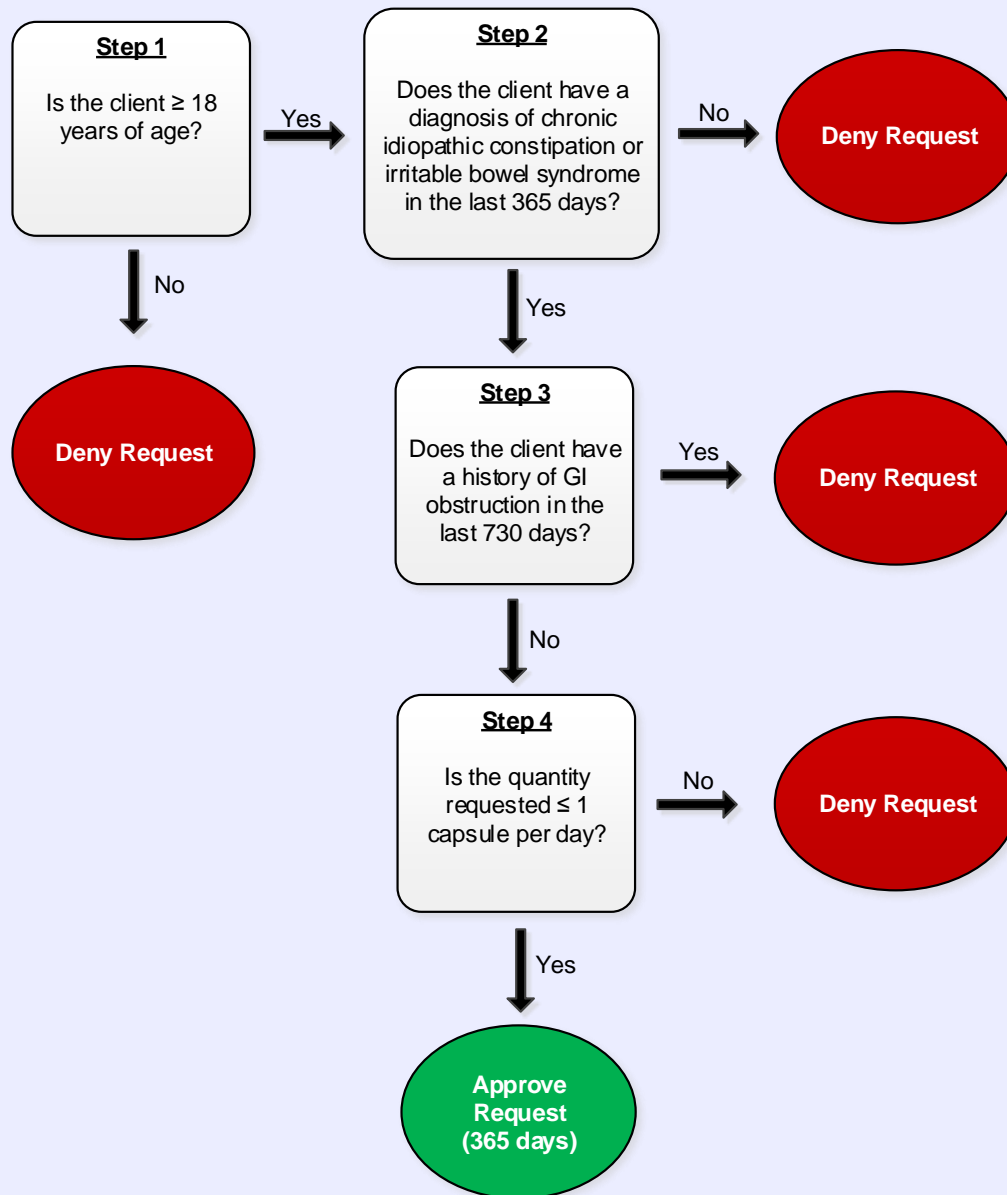 Step 1
Is the client ≥ 18
years of age?
Yes
Step 2
Does the client have a
diagnosis of chronic
idiopathic constipation or
irritable bowel syndrome
in the last 365 days?
No
Deny Request
No
Deny Request
Yes
Step 3
Does the client have
a history of GI
obstruction in the
last 730 days?
Yes
Deny Request
No
Step 4
Is the quantity
requested ≤ 1
capsule per day?
No
Deny Request
Yes
Approve
Request
(365 days)